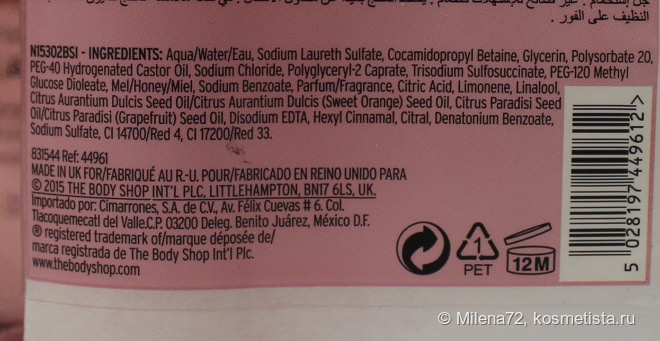 النظيف على الفور .
N15302BSI - INGREDIENTS: Aqua/Water/Eau, Sodium Laureth Sulfate, Cocamidopropyl Betaine, Glycerin, Polysorbate 20,
PEG-40 Hydrogenated Castor Oil, Sodium Chloride, Polyglyceryl-2 Caprate, Trisodium Sulfosuccinate, PEG-120 Methyl
Glucose Dioleate, Mel/Honey/Miel, Sodium Benzoate, Parfum/Fragrance, Citric Acid, Limonene, Linalool,
Citrus Aurantium Dulcis Seed Oil/Citrus Aurantium Dulcis (Sweet Orange) Seed Oil, Citrus Paradisi Seed
Oil/Citrus Paradisi (Grapefruit) Seed Oil, Disodium EDTA, Hexyl Cinnamal, Citral, Denatonium Benzoate,
Sodium Sulfate, CI 14700/Red 4, CI 17200/Red 33.
831544 Ref: 44961
MADE IN UK FOR/FABRIQUÉ AU R.-U. POUR/FABRICADO EN REINO UNIDO PARA
© 2015 THE BODY SHOP INT'L PLC, LITTLEHAMPTON, BN17 6LS, UK.
Importado por: Cimarrones, S.A. de C.V., Av. Félix Cuevas # 6. Col.
Tlacoquemecatl del Valle.C.P. 03200 Deleg. Benito Juárez, México D.F.
® registered trademark of/marque déposée de/
marca registrada de The Body Shop Int'l Plc.
www.thebodyshop.com
1
PET
12M
5 028197 449612 >
© Milena72, kosmetista.ru